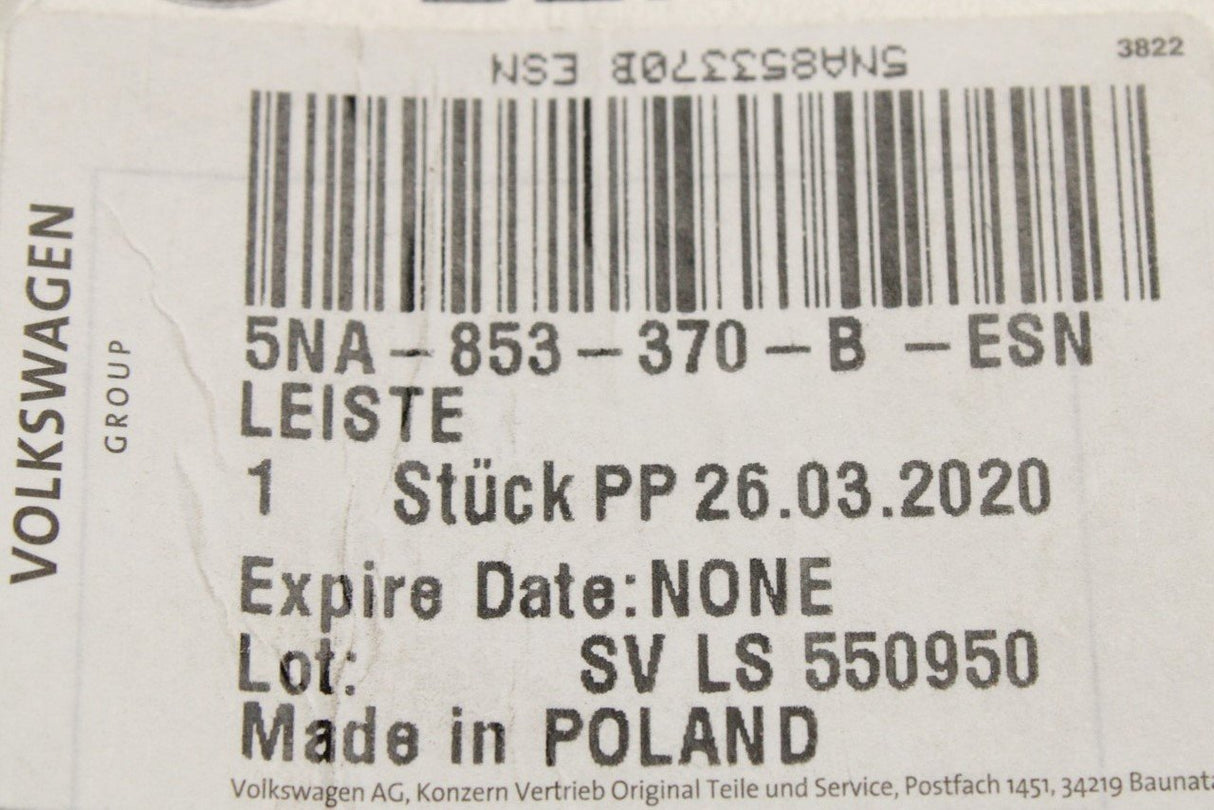 3822
5NA853370B ESN
5NA-853-370-B -ESN
LEISTE
1 Stück PP 26.03.2020
Expire Date:NONE
Lot: SV LS 550950
Made in POLAND
Volkswagen AG, Konzern Vertrieb Original Teile und Service, Postfach 1451, 34219 Baunata
VOLKSWAGEN
GROUP